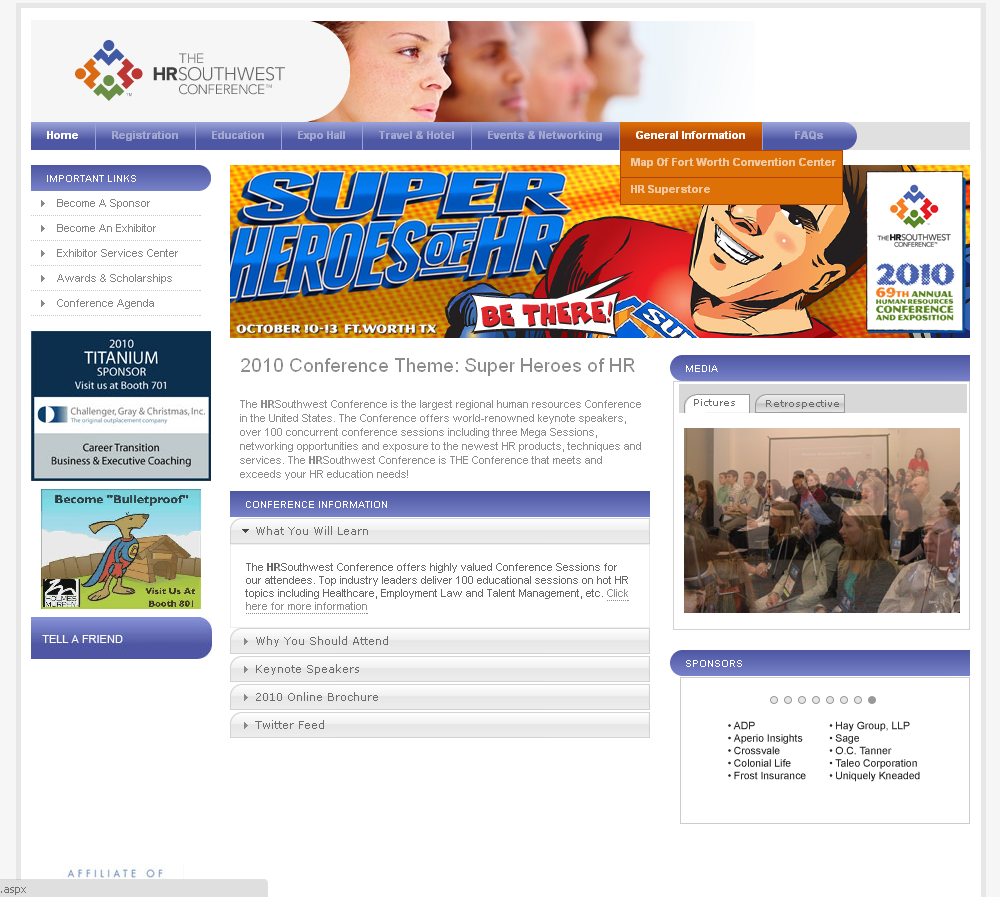 THE
HRSOUTHWEST
CONFERENCE™
Home Registration Education Expo Hall Travel & Hotel Events & Networking General Information FAQs
Map Of Fort Worth Convention Center
HR Superstore
IMPORTANT LINKS
Become A Sponsor
Become An Exhibitor
Exhibitor Services Center
Awards & Scholarships
Conference Agenda
2010
TITANIUM
SPONSOR
Visit us at Booth 701
Challenger, Gray & Christmas, Inc.
The original outplacement company
Career Transition
Business & Executive Coaching
Become "Bulletproof"
HOLMES
MURPHY
Visit Us At
Booth 801
TELL A FRIEND
SUPER
HEROES OF HR
BE THERE!
SU
OCTOBER 10-13 FT.WORTH TX
THE HRSOUTHWEST
CONFERENCE™
2010
69TH ANNUAL
HUMAN RESOURCES
CONFERENCE
AND EXPOSITION
2010 Conference Theme: Super Heroes of HR
The HRSouthwest Conference is the largest regional human resources Conference
in the United States. The Conference offers world-renowned keynote speakers,
over 100 concurrent conference sessions including three Mega Sessions,
networking opportunities and exposure to the newest HR products, techniques and
services. The HRSouthwest Conference is THE Conference that meets and
exceeds your HR education needs!
CONFERENCE INFORMATION
What You Will Learn
The HRSouthwest Conference offers highly valued Conference Sessions for
our attendees. Top industry leaders deliver 100 educational sessions on hot HR
topics including Healthcare, Employment Law and Talent Management, etc. Click
here for more information
Why You Should Attend
Keynote Speakers
2010 Online Brochure
Twitter Feed
MEDIA
Pictures Retrospective
SPONSORS
• ADP
• Aperio Insights
• Crossvale
• Colonial Life
• Frost Insurance
• Hay Group, LLP
• Sage
• O.C. Tanner
• Taleo Corporation
• Uniquely Kneaded
AFFILIATE OF
.aspx